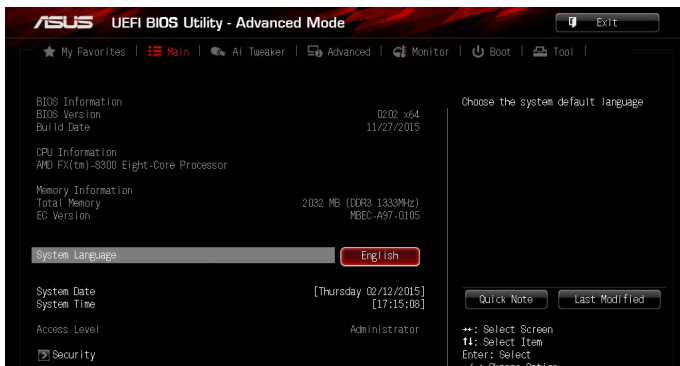 ASUS UEFI BIOS Utility - Advanced Mode
Exit
My Favorites | Main | Ai Tweaker | Advanced | Monitor | Boot | Tool |
BIOS Information
BIOS Version 0202 x64
Build Date 11/27/2015
CPU Information
AMD FX(tm)-8300 Eight-Core Processor
Memory Information
Total Memory 2032 MB (DDR3 1333MHz)
EC Version MBEC-A97-0105
System Language English
System Date [Thursday 02/12/2015]
System Time [17:15:08]
Access Level Administrator
Security
Choose the system default language
Quick Note Last Modified
→←: Select Screen
↑↓: Select Item
Enter: Select